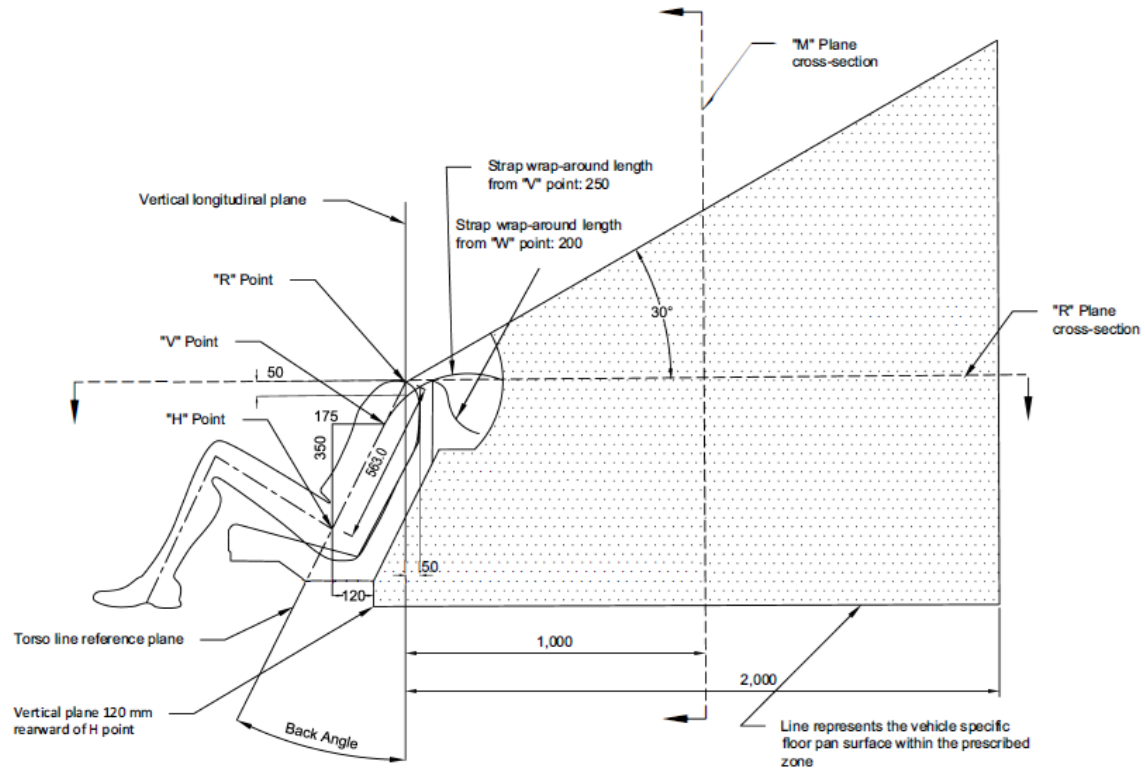 "M" Plane
cross-section
Strap wrap-around length
from "V" point: 250
Vertical longitudinal plane
Strap wrap-around length
from "W" point: 200
"R" Point
30°
"R" Plane
cross-section
"V" Point
50
"H" Point
175
350
563.0
50
120
Torso line reference plane
1,000
2,000
Vertical plane 120 mm
rearward of H point
Back Angle
Line represents the vehicle specific
floor pan surface within the prescribed
zone